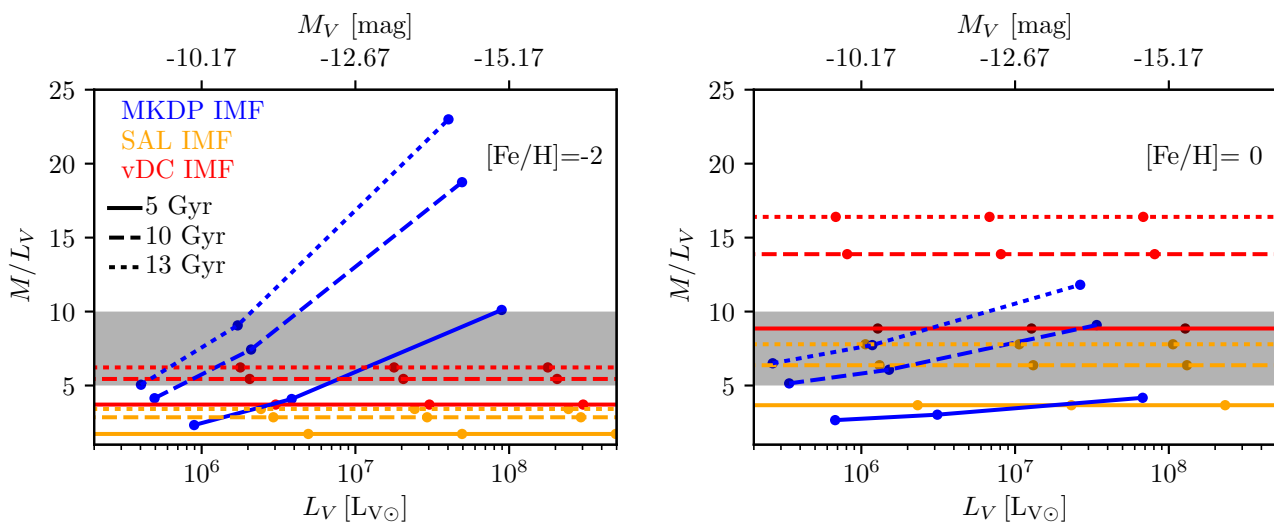 M_V [mag]
-10.17 -12.67 -15.17
25
20
15
10
5
M/L_V
MKDP IMF
SAL IMF
vDC IMF
5 Gyr
10 Gyr
13 Gyr
[Fe/H]=-2
10^6 10^7 10^8
L_V [L_V⊙]
M_V [mag]
-10.17 -12.67 -15.17
25
20
15
10
5
M/L_V
[Fe/H]= 0
10^6 10^7 10^8
L_V [L_V⊙]